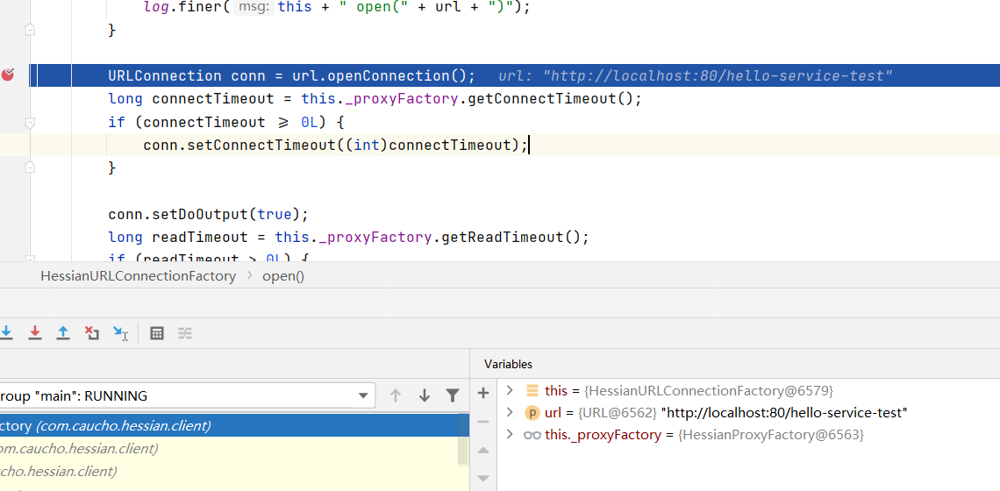 log.finer( msg: this + " open(" + url + ")");
}
URLConnection conn = url.openConnection();   url: "http://localhost:80/hello-service-test"
long connectTimeout = this._proxyFactory.getConnectTimeout();
if (connectTimeout ⩾ 0L) {
conn.setConnectTimeout((int)connectTimeout);
}
conn.setDoOutput(true);
long readTimeout = this._proxyFactory.getReadTimeout();
if (readTimeout > 0L) {
HessianURLConnectionFactory > open()
Variables
roup "main": RUNNING
this = {HessianURLConnectionFactory@6579}
ctory (com.caucho.hessian.client)
url = {URL@6562} "http://localhost:80/hello-service-test"
om.caucho.hessian.client)
this._proxyFactory = {HessianProxyFactory@6563}
cho.hessian.client)